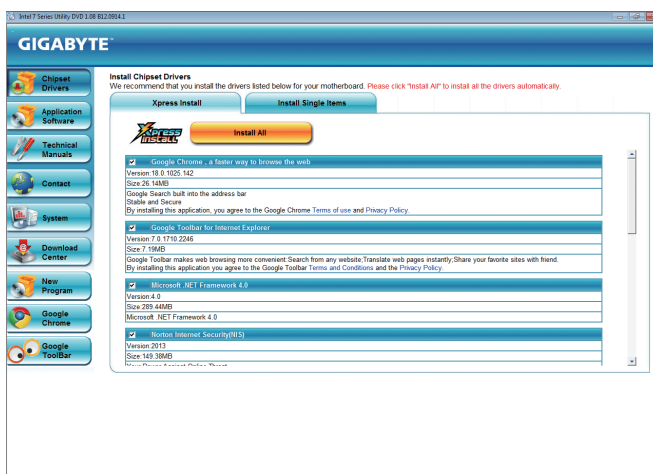 Intel 7 Series Utility DVD 1.08 B12.0914.1
GIGABYTE™
Chipset
Drivers
Application
Software
Technical
Manuals
Contact
System
Download
Center
New
Program
Google
Chrome
Google
ToolBar
Install Chipset Drivers
We recommend that you install the drivers listed below for your motherboard. Please click "Install All" to install all the drivers automatically.
Xpress Install
Install Single Items
Xpress
Install
Install All
Google Chrome , a faster way to browse the web
Version:18.0.1025.142
Size:26.14MB
Google Search built into the address bar
Stable and Secure
By installing this application, you agree to the Google Chrome Terms of use and Privacy Policy.
Google Toolbar for Internet Explorer
Version:7.0.1710.2246
Size:7.19MB
Google Toolbar makes web browsing more convenient;Search from any website;Translate web pages instantly;Share your favorite sites with friend.
By installing this application you agree to the Google Toolbar Terms and Conditions and the Privacy Policy.
Microsoft .NET Framework 4.0
Version:4.0
Size:289.44MB
Microsoft .NET Framework 4.0
Norton Internet Security(NIS)
Version:2013
Size:149.38MB